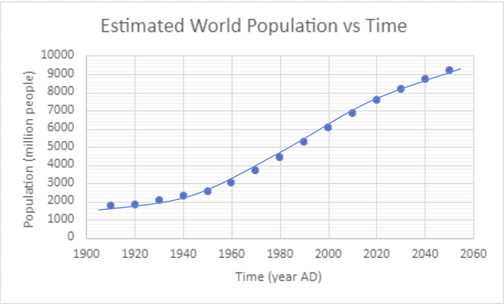 Estimated World Population vs Time
Population (million people)
10000
9000
8000
7000
6000
5000
4000
3000
2000
1000
0
1900 1920 1940 1960 1980 2000 2020 2040 2060
Time (year AD)